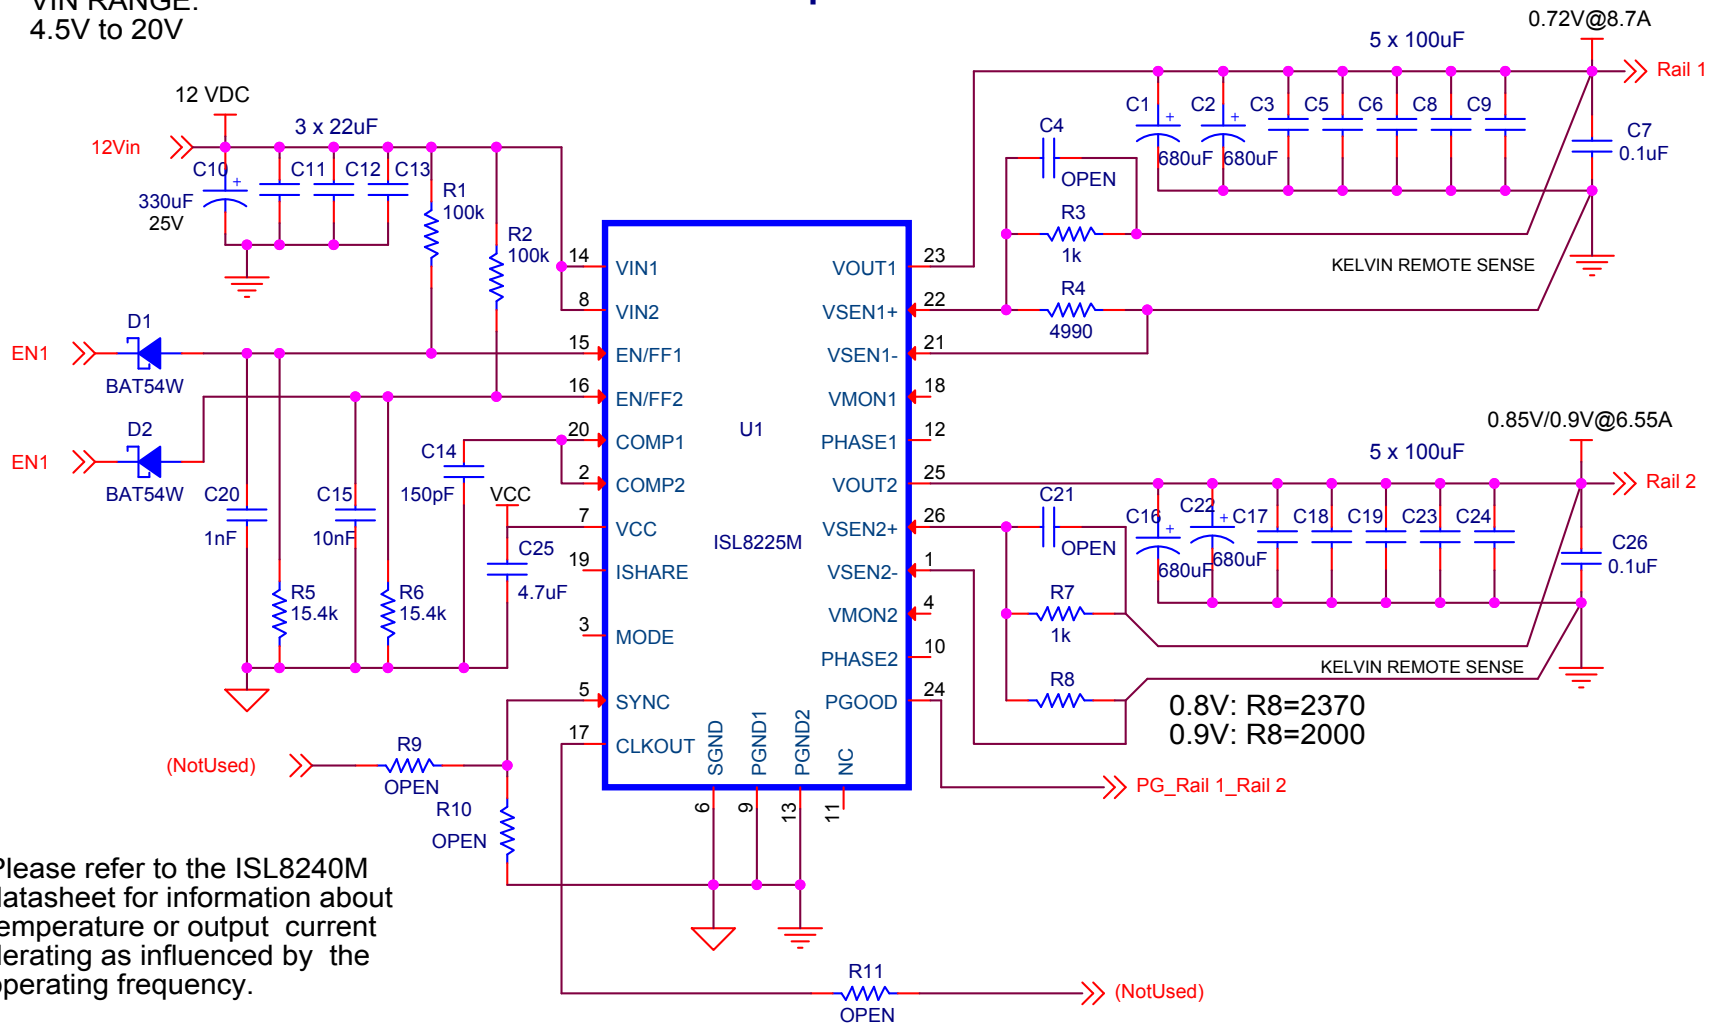 VIN RANGE:
4.5V to 20V
0.72V@8.7A
5 x 100uF
Rail 1
12 VDC
3 x 22uF
12Vin
C10
330uF
25V
C11
C12
C13
R1
100k
R2
100k
C4
OPEN
R3
1k
R4
4990
C1
680uF
C2
680uF
C3
C5
C6
C8
C9
C7
0.1uF
KELVIN REMOTE SENSE
14 VIN1
8 VIN2
15 EN/FF1
16 EN/FF2
20 COMP1
2 COMP2
7 VCC
19 ISHARE
3 MODE
5 SYNC
17 CLKOUT
U1
ISL8225M
VOUT1 23
VSEN1+ 22
VSEN1- 21
VMON1 18
PHASE1 12
VOUT2 25
VSEN2+ 26
VSEN2- 1
VMON2 4
PHASE2 10
PGOOD 24
SGND 6
PGND1 9
PGND2 13
NC 11
EN1
D1
BAT54W
EN1
D2
BAT54W
C20
1nF
C15
10nF
C14
150pF
VCC
C25
4.7uF
R5
15.4k
R6
15.4k
0.85V/0.9V@6.55A
5 x 100uF
Rail 2
C21
OPEN
R7
1k
R8
C16
680uF
C22
680uF
C17
C18
C19
C23
C24
C26
0.1uF
KELVIN REMOTE SENSE
0.8V: R8=2370
0.9V: R8=2000
PG_Rail 1_Rail 2
(NotUsed)
R9
OPEN
R10
OPEN
R11
OPEN
(NotUsed)
Please refer to the ISL8240M
datasheet for information about
temperature or output current
derating as influenced by the
operating frequency.